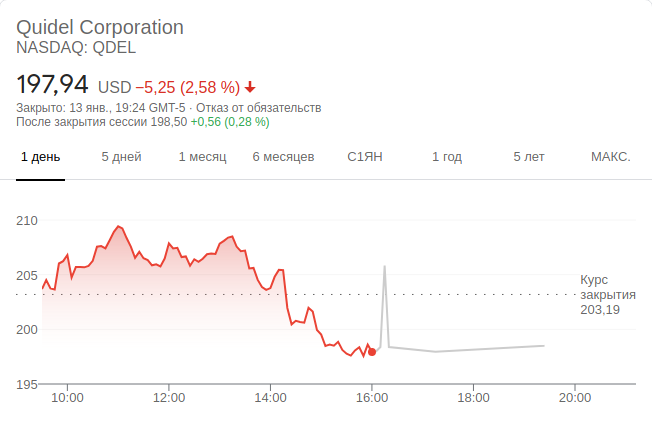 Quidel Corporation
NASDAQ: QDEL
197,94 USD −5,25 (2,58 %)
Закрыто: 13 янв., 19:24 GMT-5 · Отказ от обязательств
После закрытия сессии 198,50 +0,56 (0,28 %)
1 день 5 дней 1 месяц 6 месяцев С1ЯН 1 год 5 лет МАКС.
210
205
Курс
закрытия
203,19
200
195
10:00 12:00 14:00 16:00 18:00 20:00